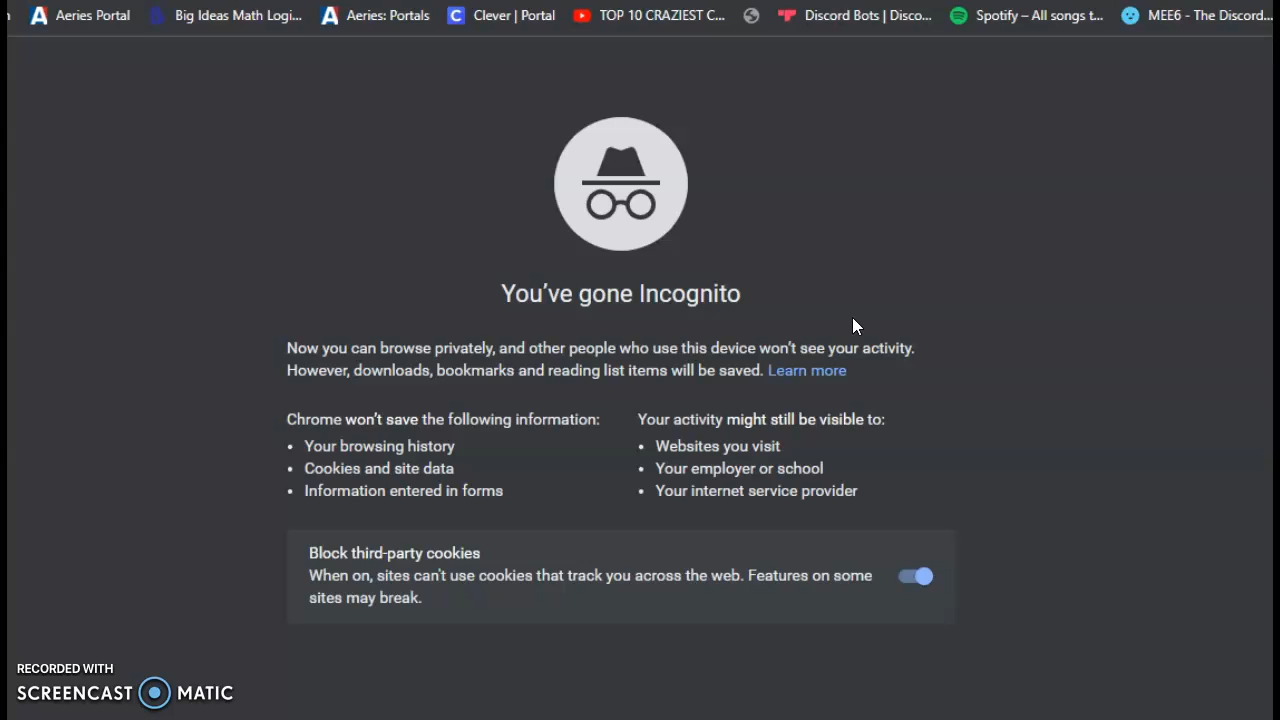 Aeries Portal Big Ideas Math Logi... Aeries: Portals Clever | Portal TOP 10 CRAZIEST C... Discord Bots | Disco... Spotify – All songs t... MEE6 - The Discord...
You've gone Incognito
Now you can browse privately, and other people who use this device won't see your activity.
However, downloads, bookmarks and reading list items will be saved. Learn more
Chrome won't save the following information:
• Your browsing history
• Cookies and site data
• Information entered in forms
Your activity might still be visible to:
• Websites you visit
• Your employer or school
• Your internet service provider
Block third-party cookies
When on, sites can't use cookies that track you across the web. Features on some
sites may break.
RECORDED WITH
SCREENCAST MATIC